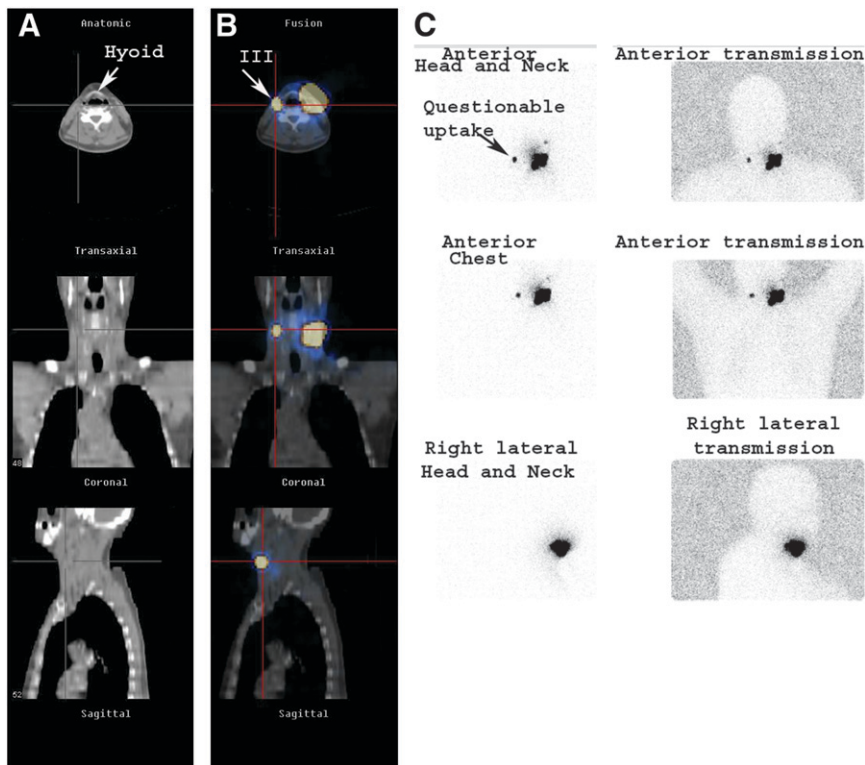 A
Anatomic
Hyoid
Transaxial
48
Coronal
52
Sagittal
B
Fusion
III
Transaxial
Coronal
Sagittal
C
Anterior
Head and Neck
Questionable
uptake
Anterior transmission
Anterior
Chest
Anterior transmission
Right lateral
Head and Neck
Right lateral
transmission